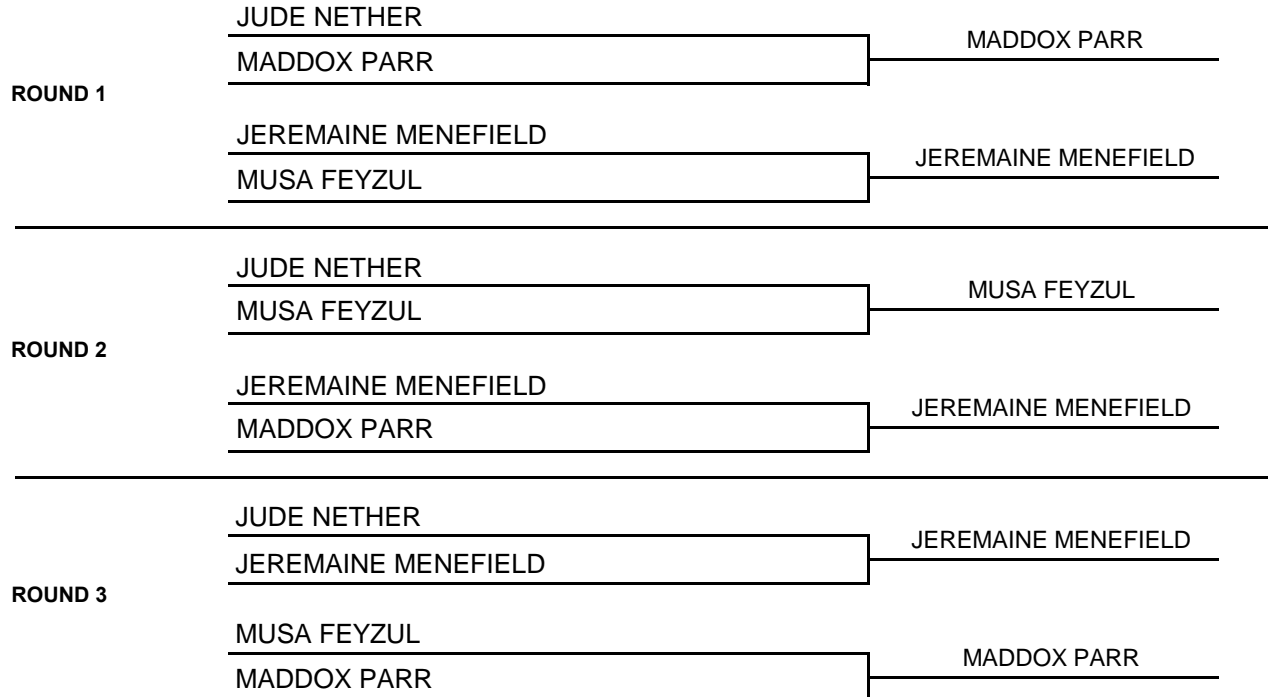 JUDE NETHER
MADDOX PARR
MADDOX PARR
ROUND 1
JEREMAINE MENEFIELD
MUSA FEYZUL
JEREMAINE MENEFIELD
JUDE NETHER
MUSA FEYZUL
MUSA FEYZUL
ROUND 2
JEREMAINE MENEFIELD
MADDOX PARR
JEREMAINE MENEFIELD
JUDE NETHER
JEREMAINE MENEFIELD
JEREMAINE MENEFIELD
ROUND 3
MUSA FEYZUL
MADDOX PARR
MADDOX PARR